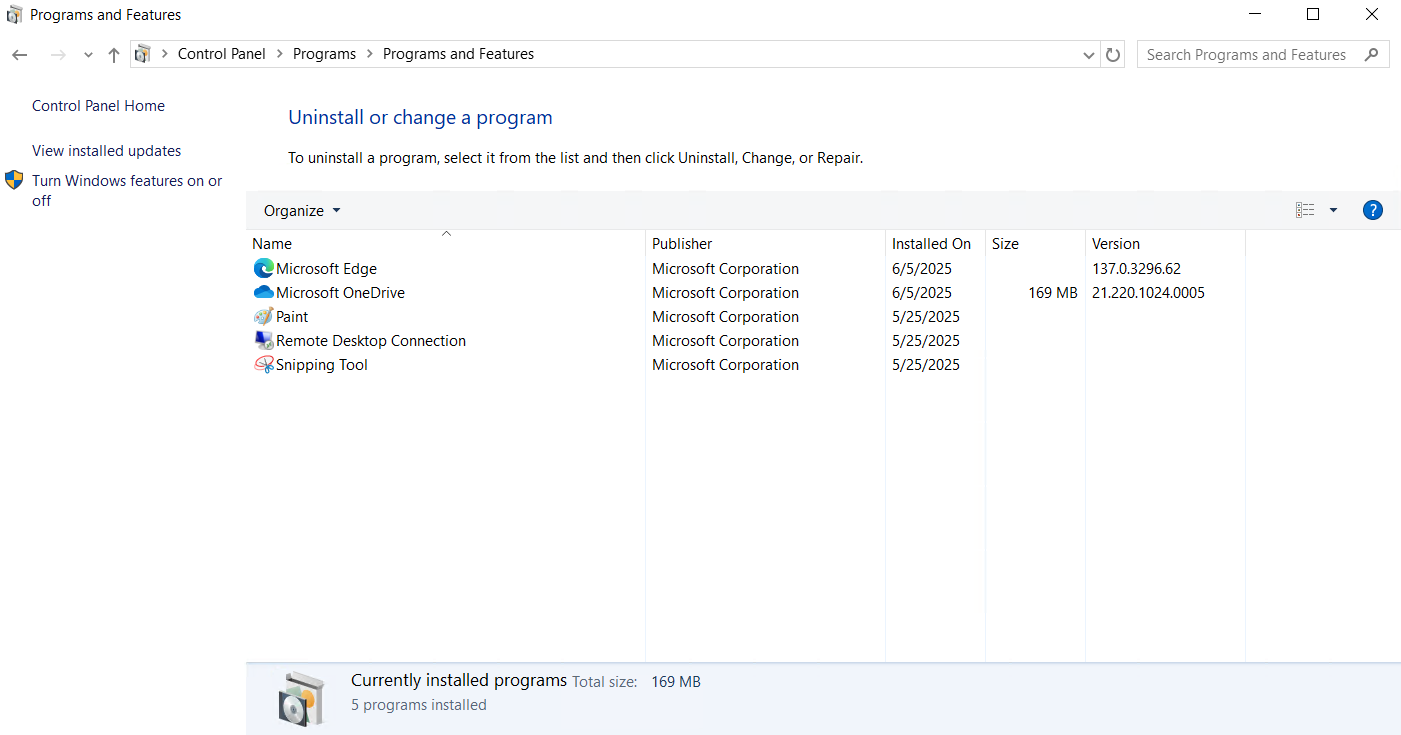 Programs and Features
Control Panel Programs Programs and Features
Search Programs and Features
Control Panel Home
View installed updates
Turn Windows features on or
off
Uninstall or change a program
To uninstall a program, select it from the list and then click Uninstall, Change, or Repair.
Organize
?
Name Publisher Installed On Size Version
Microsoft Edge Microsoft Corporation 6/5/2025 137.0.3296.62
Microsoft OneDrive Microsoft Corporation 6/5/2025 169 MB 21.220.1024.0005
Paint Microsoft Corporation 5/25/2025
Remote Desktop Connection Microsoft Corporation 5/25/2025
Snipping Tool Microsoft Corporation 5/25/2025
Currently installed programs Total size: 169 MB
5 programs installed